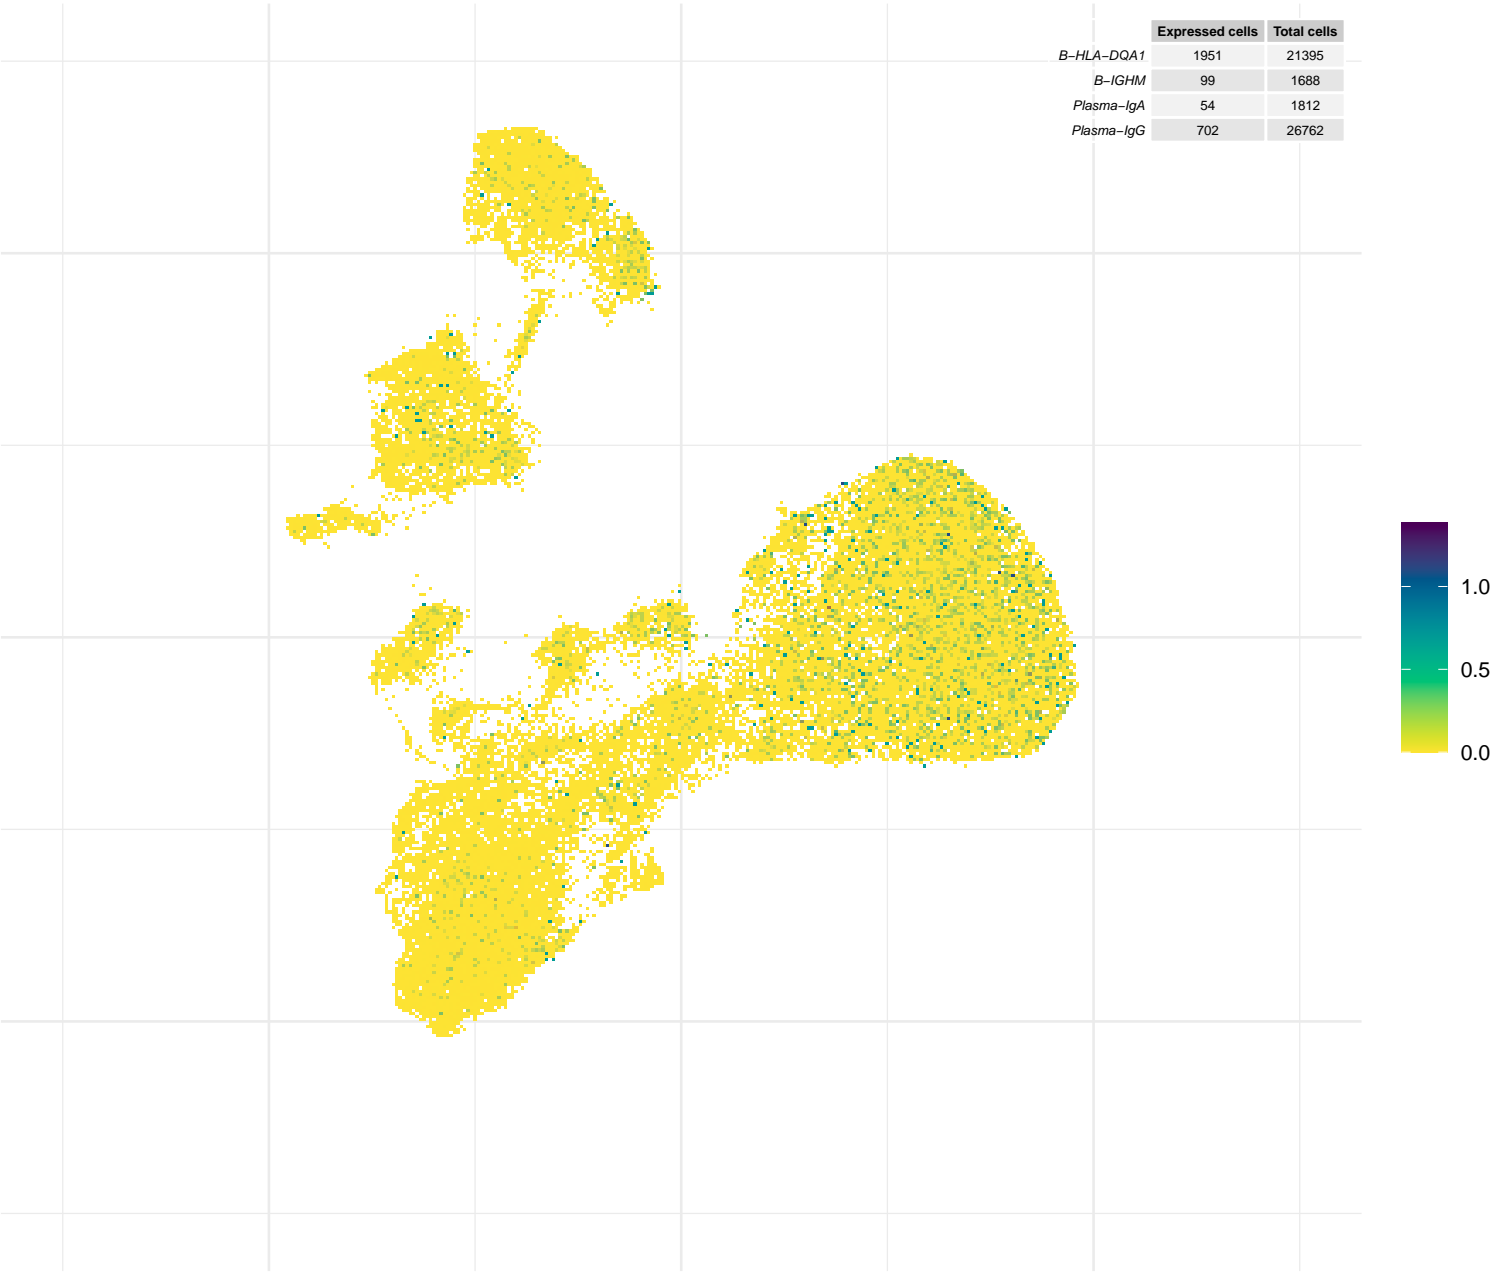 Expressed cells Total cells
B–HLA–DQA1 1951 21395
B–IGHM 99 1688
Plasma–IgA 54 1812
Plasma–IgG 702 26762
1.0
0.5
0.0